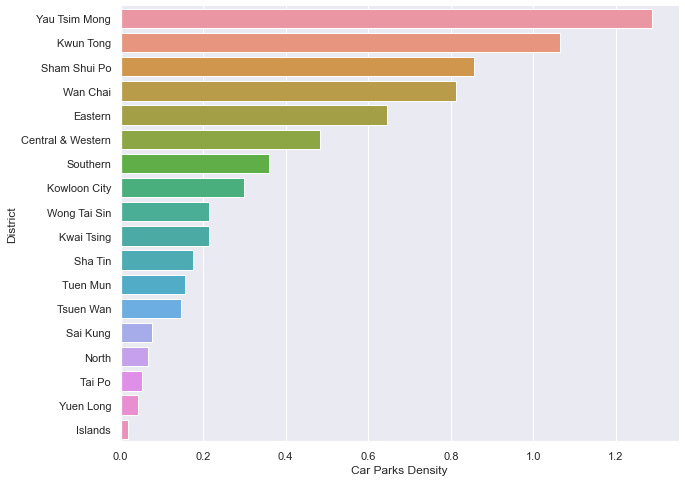 Yau Tsim Mong
Kwun Tong
Sham Shui Po
Wan Chai
Eastern
Central & Western
Southern
Kowloon City
Wong Tai Sin
Kwai Tsing
Sha Tin
Tuen Mun
Tsuen Wan
Sai Kung
North
Tai Po
Yuen Long
Islands
District
0.0 0.2 0.4 0.6 0.8 1.0 1.2
Car Parks Density